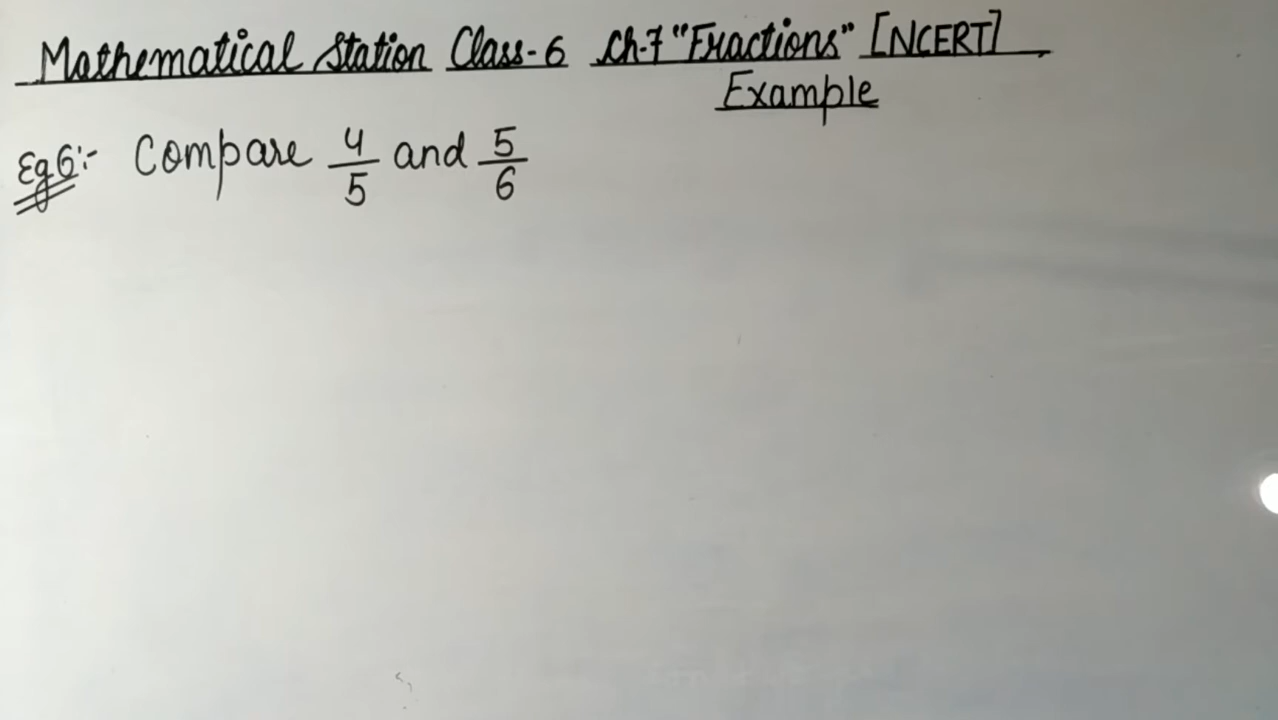 Mathematical Station Class-6 Ch-7 "Fractions" [NCERT]
Example
Eg 6:- Compare 4/5 and 5/6